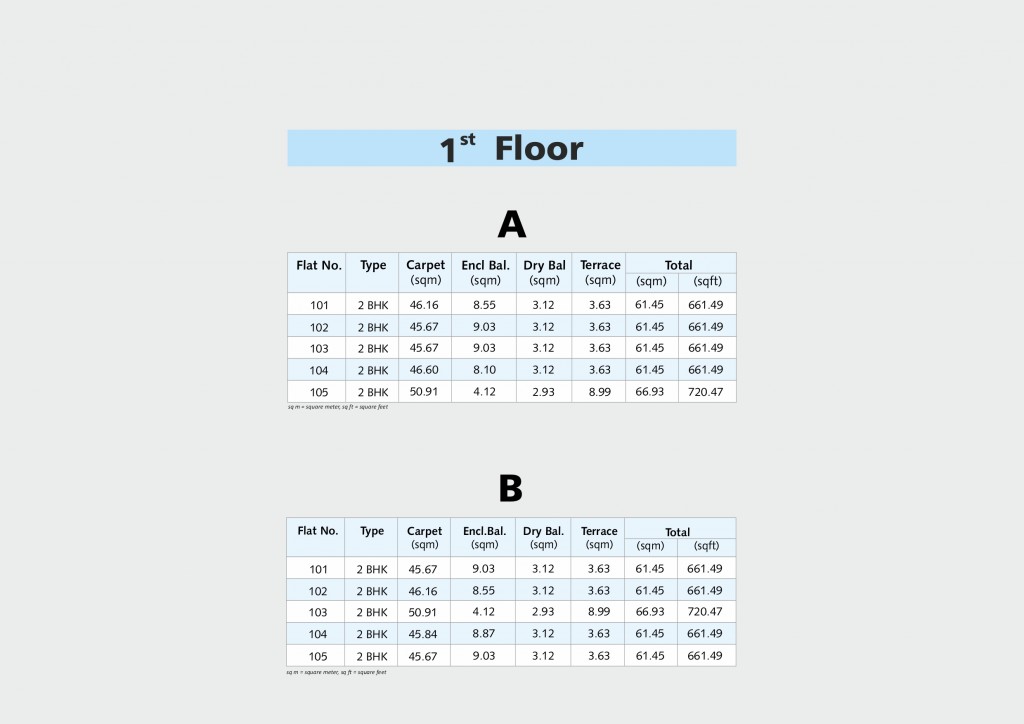 1st Floor
A
Flat No. Type Carpet Encl Bal. Dry Bal Terrace Total
(sqm) (sqm) (sqm) (sqm) (sqm) (sqft)
101 2 BHK 46.16 8.55 3.12 3.63 61.45 661.49
102 2 BHK 45.67 9.03 3.12 3.63 61.45 661.49
103 2 BHK 45.67 9.03 3.12 3.63 61.45 661.49
104 2 BHK 46.60 8.10 3.12 3.63 61.45 661.49
105 2 BHK 50.91 4.12 2.93 8.99 66.93 720.47
sq m = square meter, sq ft = square feet
B
Flat No. Type Carpet Encl.Bal. Dry Bal. Terrace Total
(sqm) (sqm) (sqm) (sqm) (sqm) (sqft)
101 2 BHK 45.67 9.03 3.12 3.63 61.45 661.49
102 2 BHK 46.16 8.55 3.12 3.63 61.45 661.49
103 2 BHK 50.91 4.12 2.93 8.99 66.93 720.47
104 2 BHK 45.84 8.87 3.12 3.63 61.45 661.49
105 2 BHK 45.67 9.03 3.12 3.63 61.45 661.49
sq m = square meter, sq ft = square feet